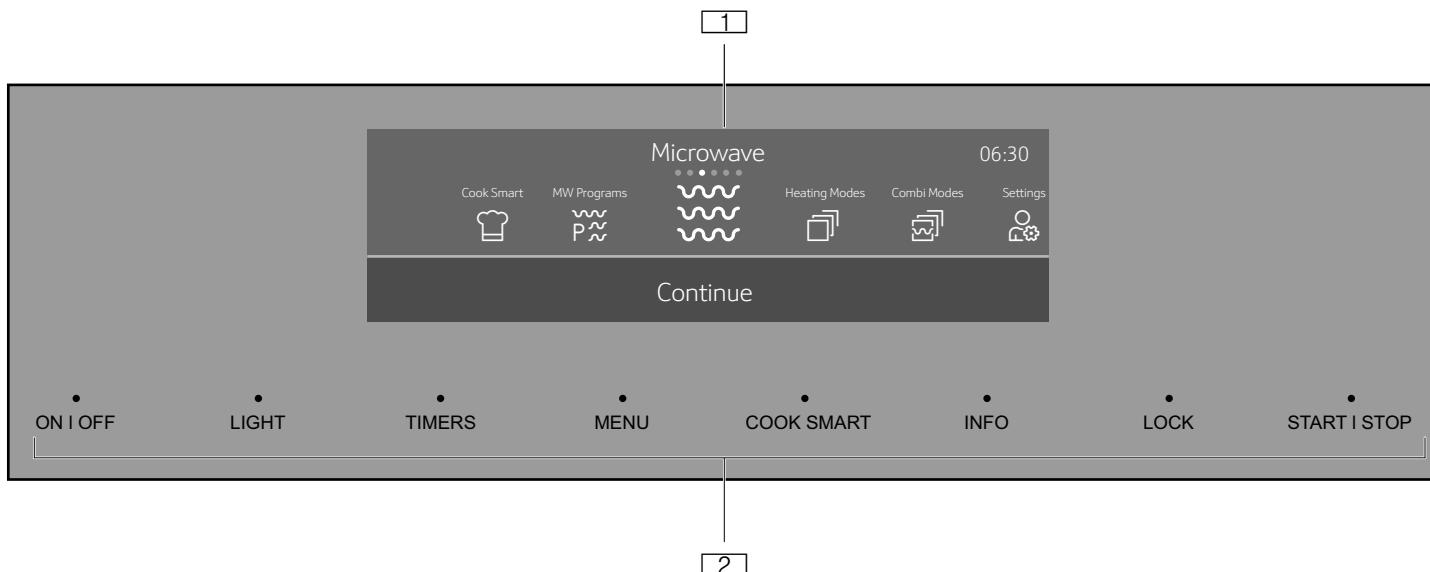 1
Microwave 06:30
Cook Smart MW Programs Heating Modes Combi Modes Settings
P
Continue
ON I OFF LIGHT TIMERS MENU COOK SMART INFO LOCK START I STOP
2